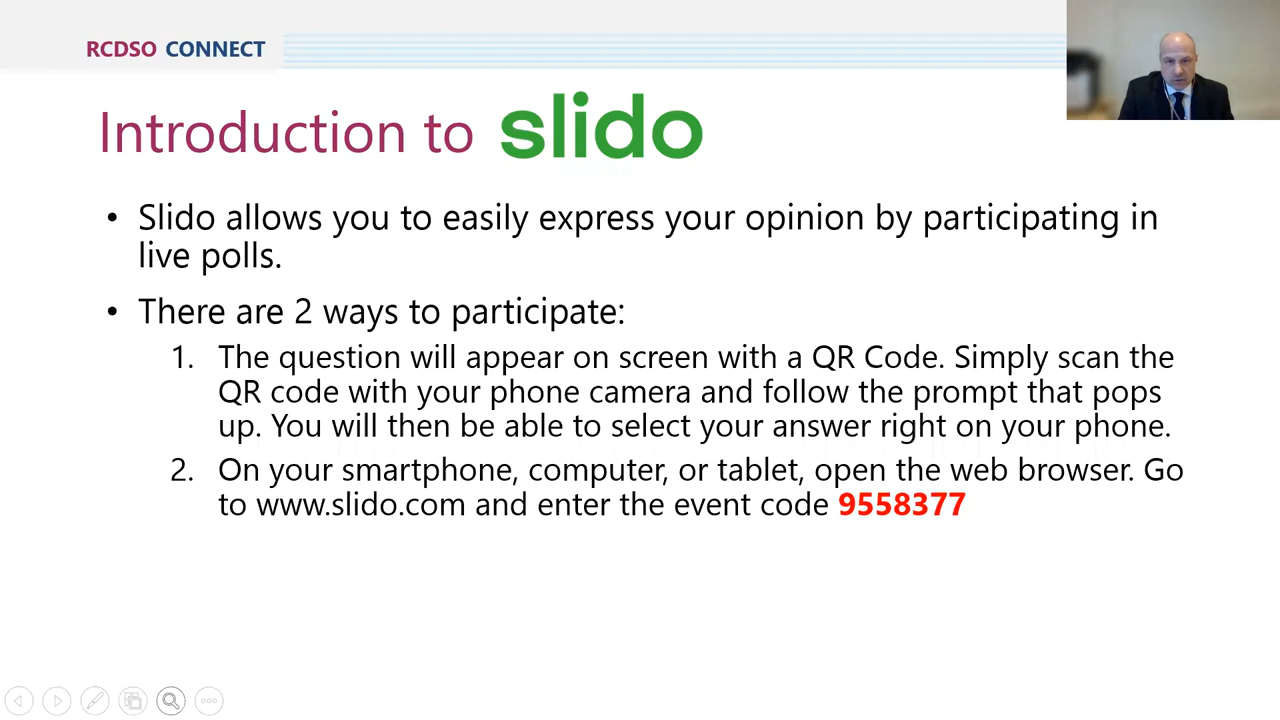 RCDSO CONNECT
Introduction to slido
• Slido allows you to easily express your opinion by participating in
live polls.
• There are 2 ways to participate:
1. The question will appear on screen with a QR Code. Simply scan the
QR code with your phone camera and follow the prompt that pops
up. You will then be able to select your answer right on your phone.
2. On your smartphone, computer, or tablet, open the web browser. Go
to www.slido.com and enter the event code 9558377